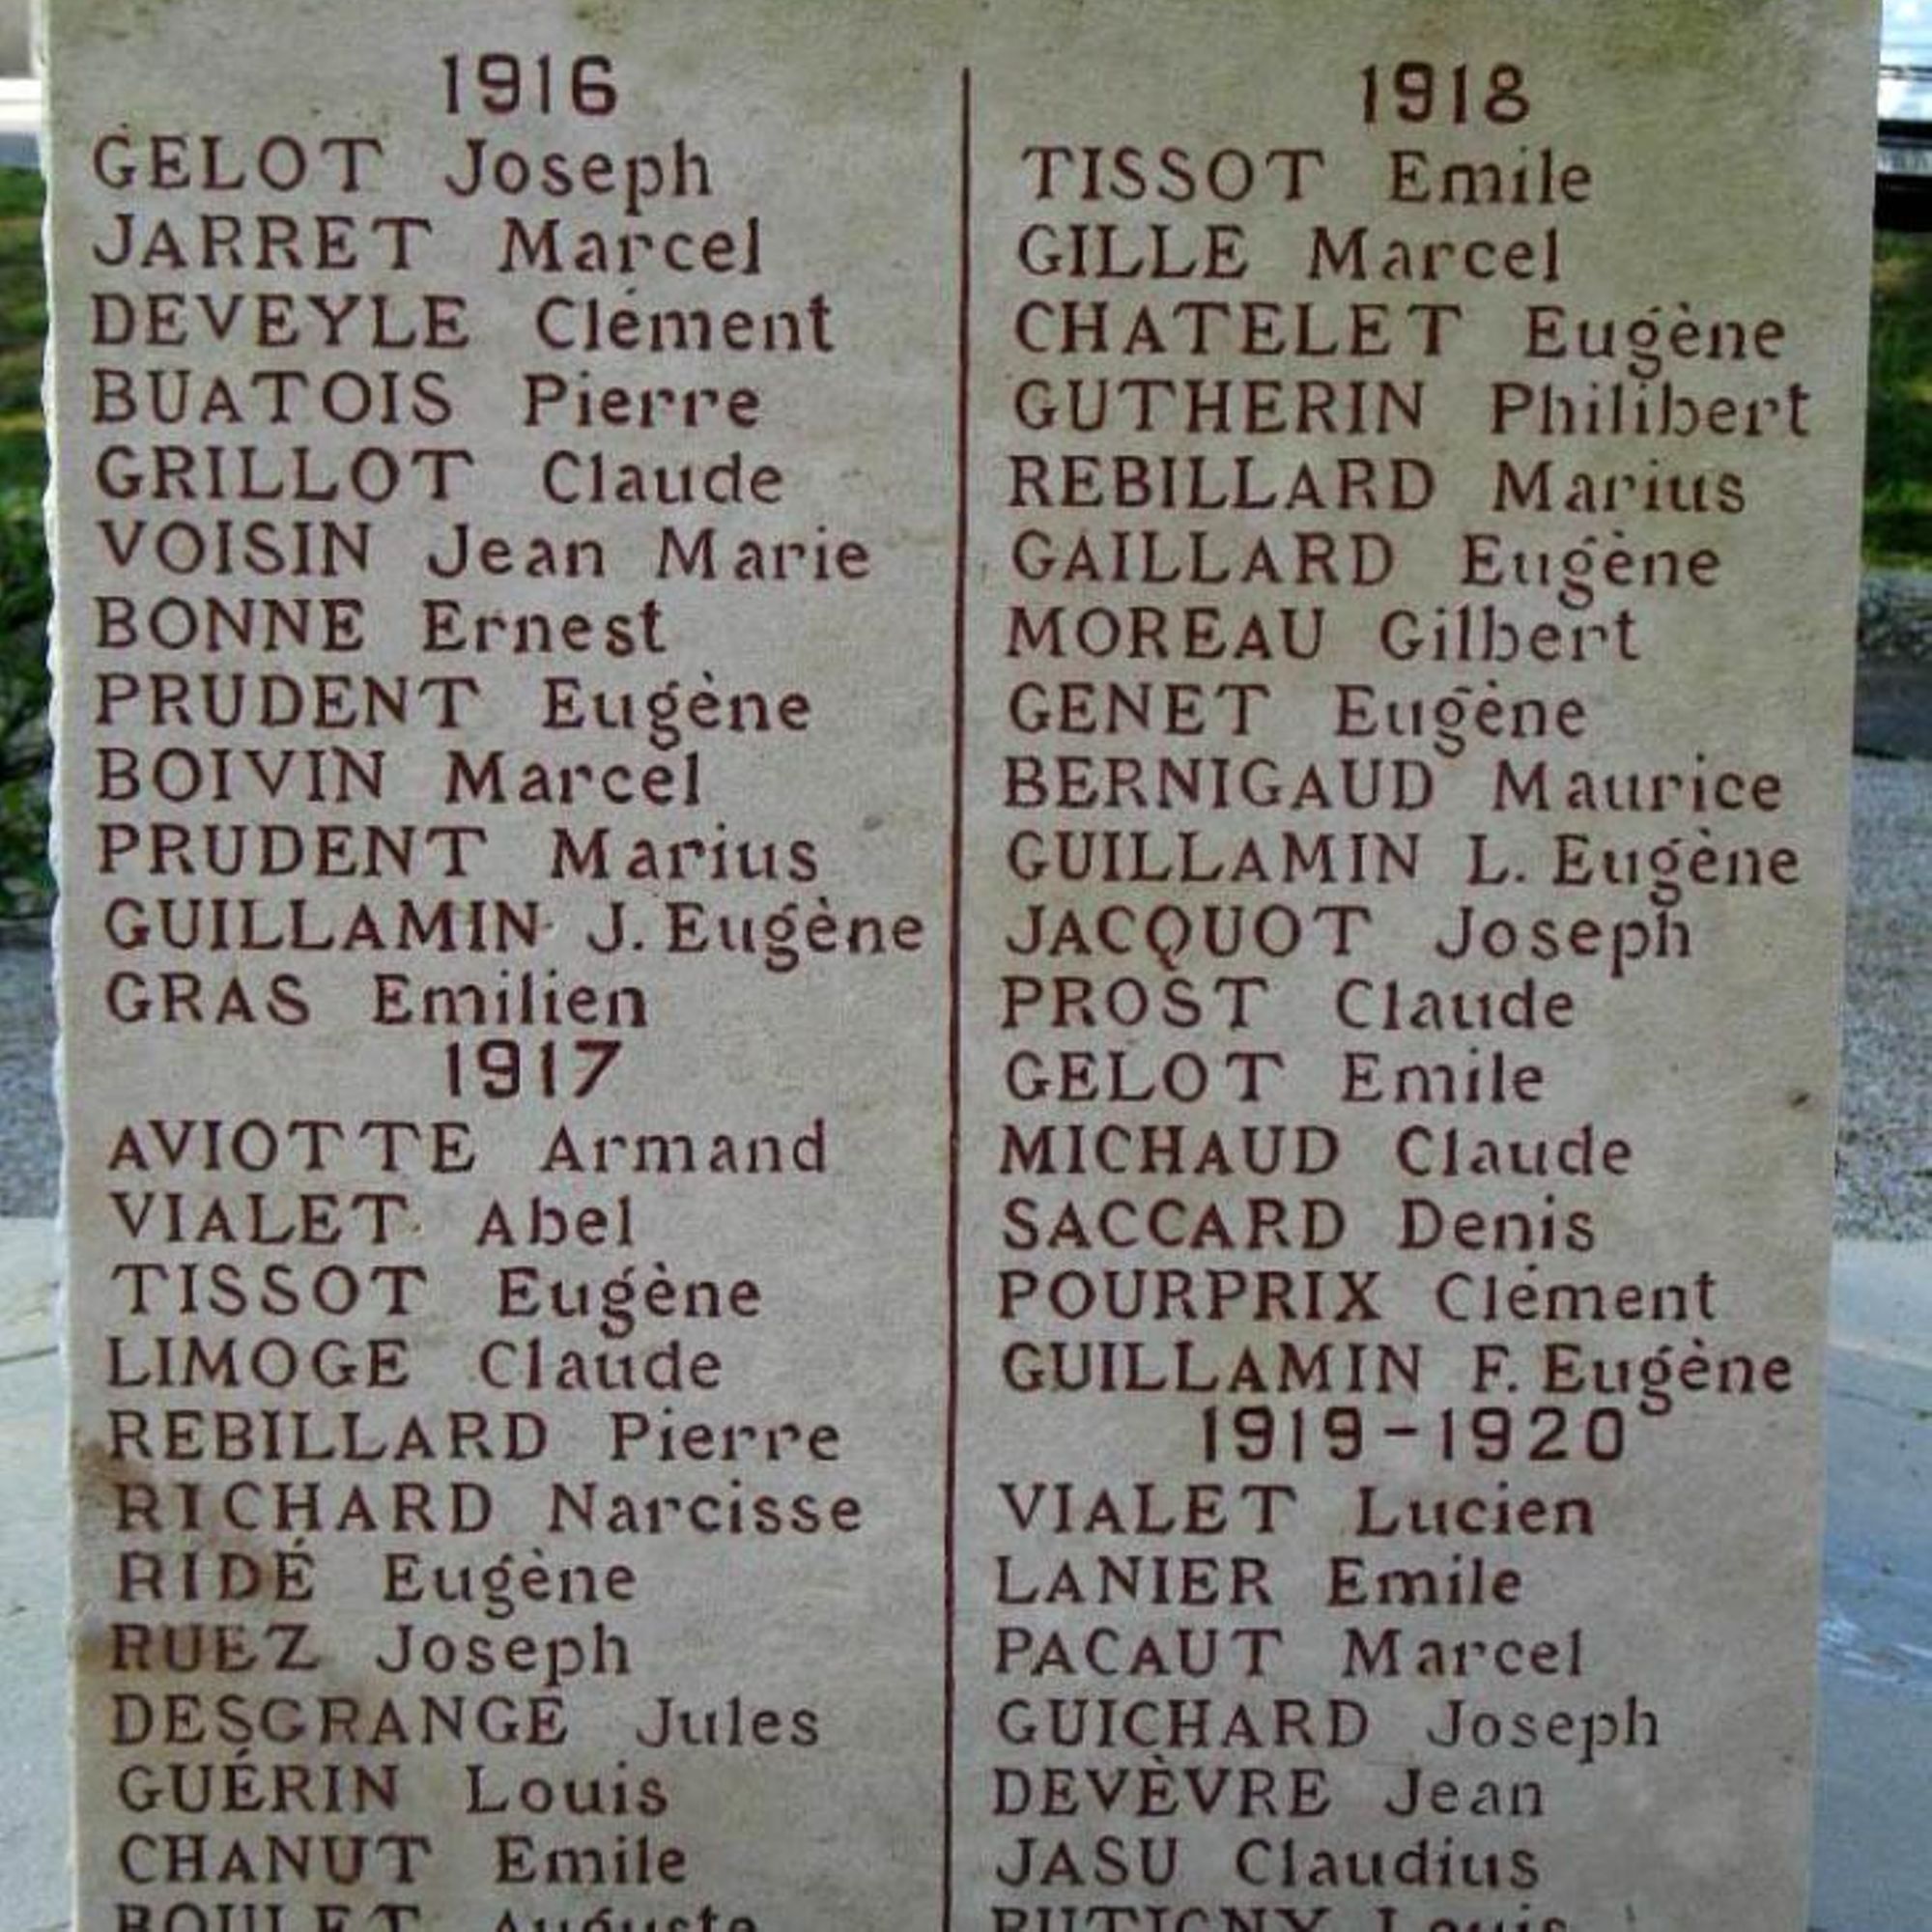 1916
GELOT Joseph
JARRET Marcel
DEVEYLE Clément
BUATOIS Pierre
GRILLOT Claude
VOISIN Jean Marie
BONNE Ernest
PRUDENT Eugène
BOIVIN Marcel
PRUDENT Marius
GUILLAMIN J. Eugène
GRAS Emilien
1917
AVIOTTE Armand
VIALET Abel
TISSOT Eugène
LIMOGE Claude
REBILLARD Pierre
RICHARD Narcisse
RIDÉ Eugène
RUEZ Joseph
DESGRANGE Jules
GUÉRIN Louis
CHANUT Emile
BOULET Auguste
1918
TISSOT Emile
GILLE Marcel
CHATELET Eugène
GUTHERIN Philibert
REBILLARD Marius
GAILLARD Eugène
MOREAU Gilbert
GENET Eugène
BERNIGAUD Maurice
GUILLAMIN L. Eugène
JACQUOT Joseph
PROST Claude
GELOT Emile
MICHAUD Claude
SACCARD Denis
POURPRIX Clément
GUILLAMIN F. Eugène
1919-1920
VIALET Lucien
LANIER Emile
PACAUT Marcel
GUICHARD Joseph
DEVÈVRE Jean
JASU Claudius
PUTIGNY Louis